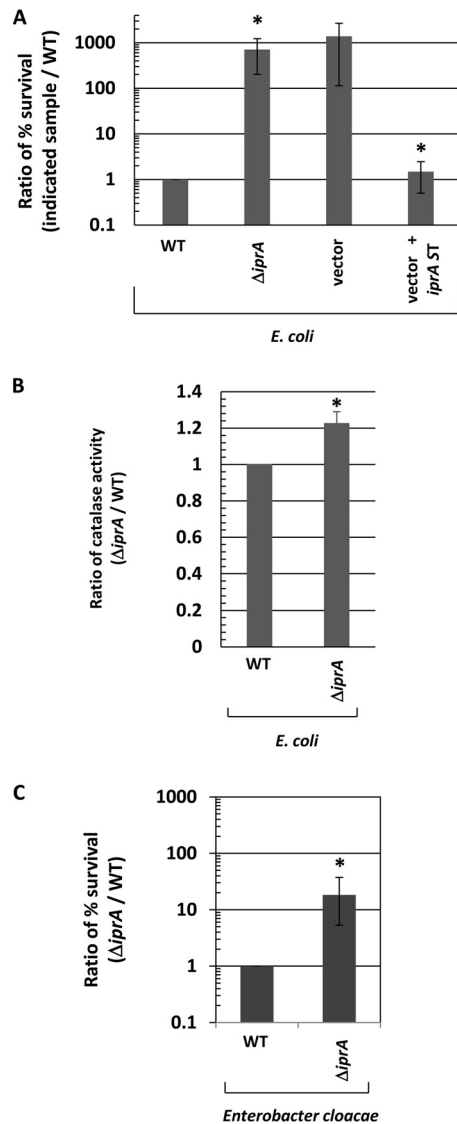 A
Ratio of % survival
(indicated sample / WT)
1000
100
10
1
0.1
*
*
WT
ΔiprA
vector
vector +
iprA ST
E. coli
B
Ratio of catalase activity
(ΔiprA / WT)
1.4
1.2
1
0.8
0.6
0.4
0.2
0
*
WT
ΔiprA
E. coli
C
Ratio of % survival
(ΔiprA / WT)
1000
100
10
1
0.1
*
WT
ΔiprA
Enterobacter cloacae